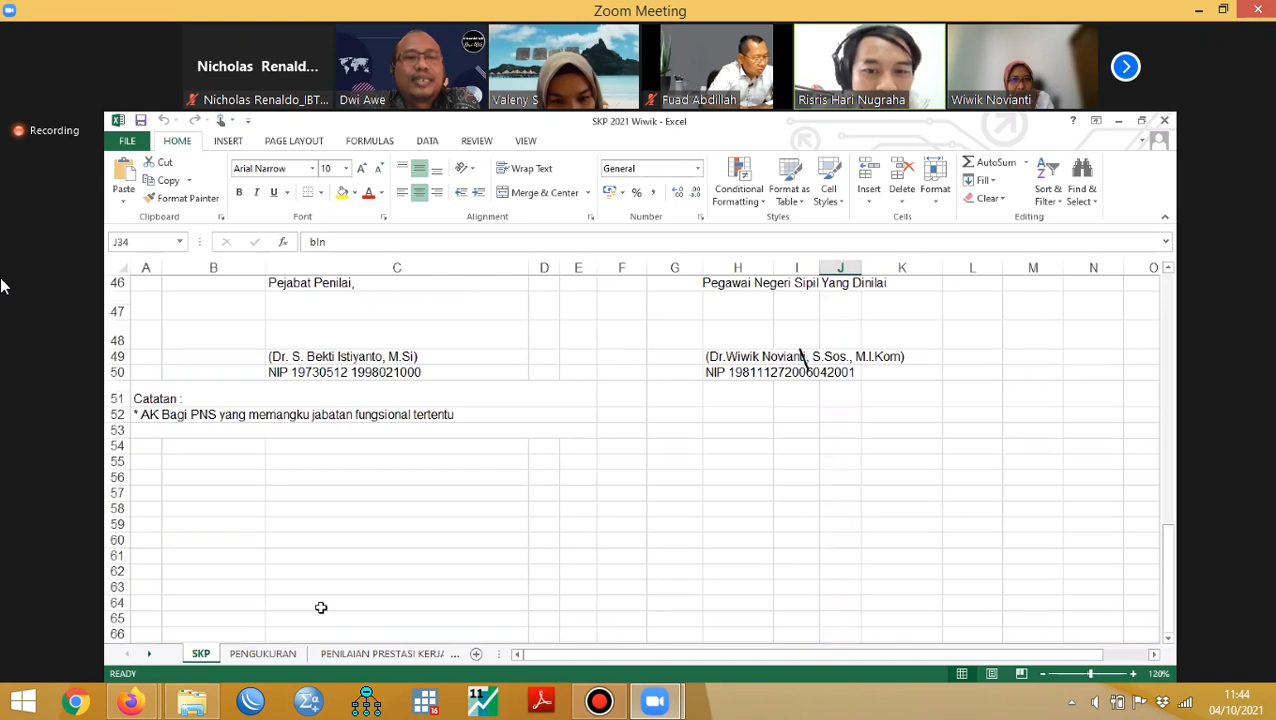 Zoom Meeting
Nicholas Renaldo...
Nicholas Renaldo_IBT...
Dwi Awe
Valeny S
Fuad Abdillah
Risris Hari Nugraha
Wiwik Novianti
Recording
SKP 2021 Wiwik - Excel
FILE HOME INSERT PAGE LAYOUT FORMULAS DATA REVIEW VIEW
Paste
Cut
Copy
Format Painter
Clipboard
Arial Narrow 10
B I U
Font
Wrap Text
Merge & Center
Alignment
General
%
Number
Conditional Formatting
Format as Table
Cell Styles
Styles
Insert Delete Format
Cells
AutoSum
Fill
Clear
Sort & Filter
Find & Select
Editing
J34 fx bln
A B C D E F G H I J K L M N O
46 Pejabat Penilai, Pegawai Negeri Sipil Yang Dinilai
47
48
49 (Dr. S. Bekti Istiyanto, M.Si) (Dr.Wiwik Novianti, S.Sos., M.I.Kom)
50 NIP 19730512 1998021000 NIP 198111272006042001
51 Catatan :
52 * AK Bagi PNS yang memangku jabatan fungsional tertentu
53
54
55
56
57
58
59
60
61
62
63
64
65
66
SKP PENGUKURAN PENILAIAN PRESTASI KERJA ...
READY 120%
11:44
04/10/2021